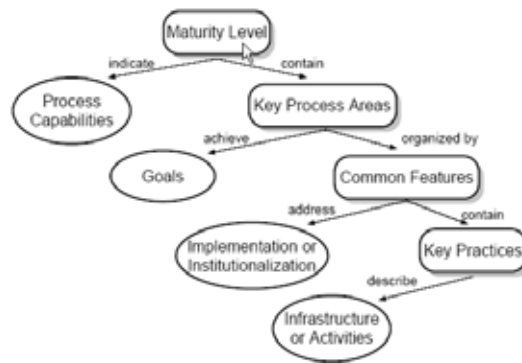 Maturity Level
indicate
contain
Process
Capabilities
Key Process Areas
achieve
organized by
Goals
Common Features
address
contain
Implementation or
Institutionalization
Key Practices
describe
Infrastructure
or Activities